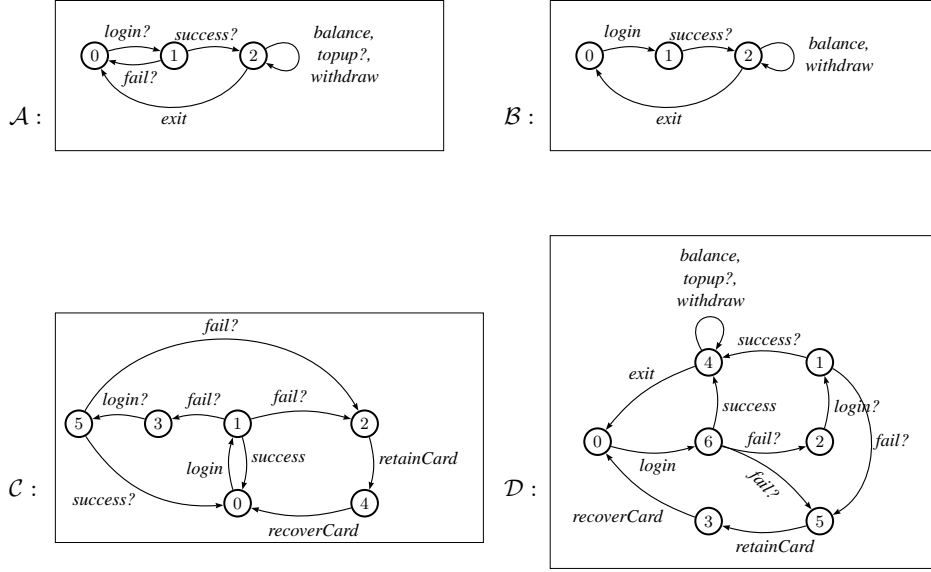 𝒜 :
login?
success?
fail?
exit
balance,
topup?,
withdraw
0
1
2
ℬ :
login
success?
exit
balance,
withdraw
0
1
2
𝒞 :
fail?
login?
fail?
fail?
5
3
1
2
login
success
retainCard
success?
0
4
recoverCard
𝒟 :
balance,
topup?,
withdraw
success?
4
1
exit
success
login?
0
6
fail?
2
fail?
login
fail?
recoverCard
3
5
retainCard